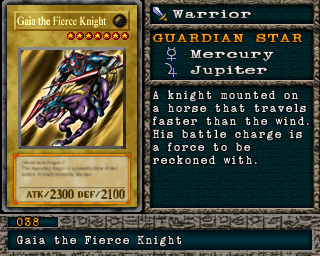 Gaia the Fierce Knight
ATK/2300 DEF/2100
Warrior
GUARDIAN STAR
Mercury
Jupiter
A knight mounted on
a horse that travels
faster than the wind.
His battle charge is
a force to be
reckoned with.
038
Gaia the Fierce Knight